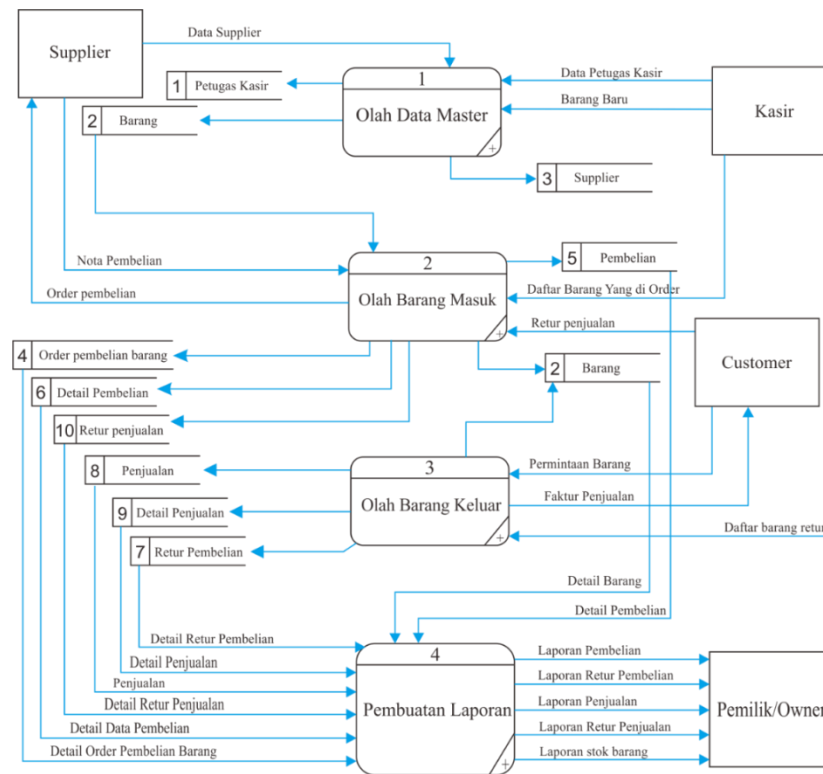 Data Supplier
Supplier
1
Olah Data Master
+
1 Petugas Kasir
2 Barang
Data Petugas Kasir
Barang Baru
Kasir
3 Supplier
Nota Pembelian
Order pembelian
2
Olah Barang Masuk
+
5 Pembelian
Daftar Barang Yang di Order
Retur penjualan
Customer
4 Order pembelian barang
6 Detail Pembelian
10 Retur penjualan
2 Barang
8 Penjualan
9 Detail Penjualan
7 Retur Pembelian
3
Olah Barang Keluar
+
Permintaan Barang
Faktur Penjualan
Daftar barang retur
Detail Barang
Detail Pembelian
Detail Retur Pembelian
Detail Penjualan
Penjualan
Detail Retur Penjualan
Detail Data Pembelian
Detail Order Pembelian Barang
4
Pembuatan Laporan
+
Laporan Pembelian
Laporan Retur Pembelian
Laporan Penjualan
Laporan Retur Penjualan
Laporan stok barang
Pemilik/Owner